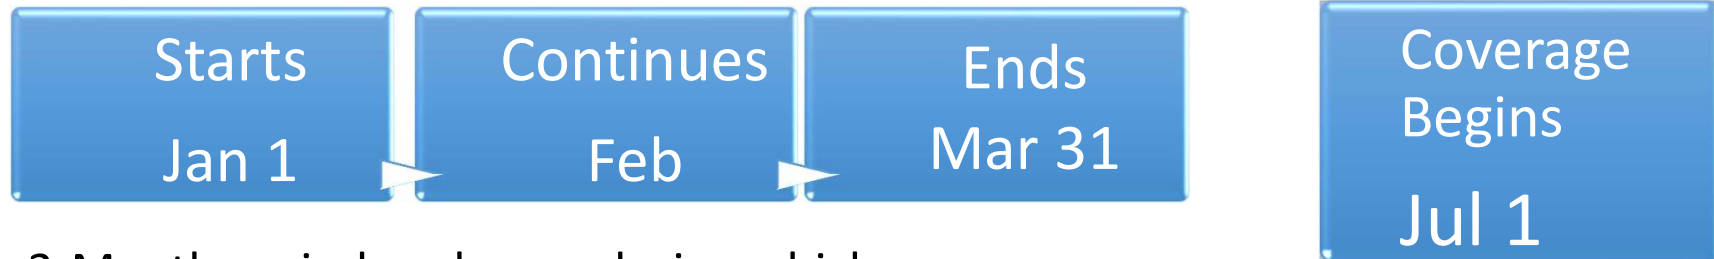 Starts
Jan 1
Continues
Feb
Ends
Mar 31
Coverage
Begins
Jul 1